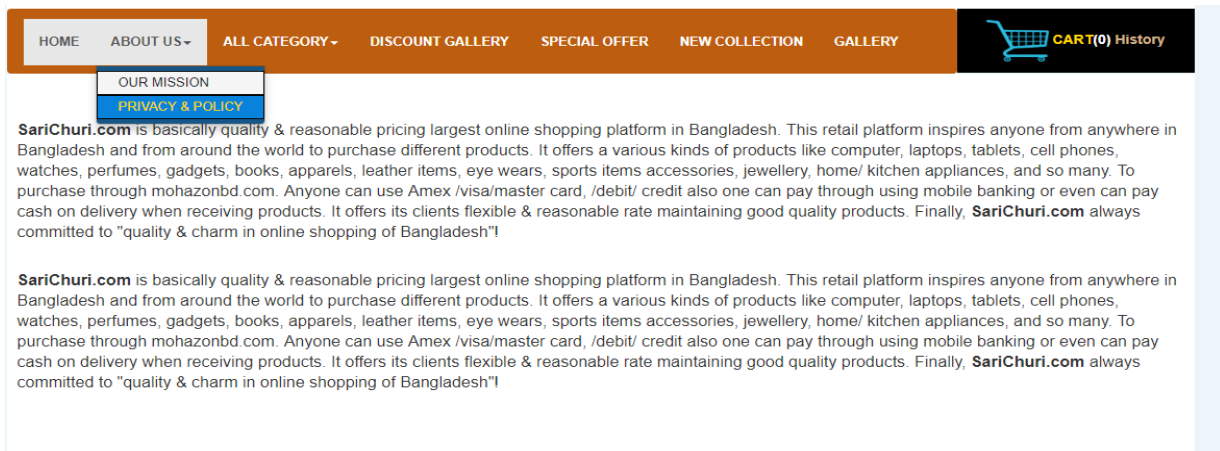 HOME ABOUT US ALL CATEGORY DISCOUNT GALLERY SPECIAL OFFER NEW COLLECTION GALLERY CART(0) History
OUR MISSION
PRIVACY & POLICY
SariChuri.com is basically quality & reasonable pricing largest online shopping platform in Bangladesh. This retail platform inspires anyone from anywhere in
Bangladesh and from around the world to purchase different products. It offers a various kinds of products like computer, laptops, tablets, cell phones,
watches, perfumes, gadgets, books, apparels, leather items, eye wears, sports items accessories, jewellery, home/ kitchen appliances, and so many. To
purchase through mohazonbd.com. Anyone can use Amex /visa/master card, /debit/ credit also one can pay through using mobile banking or even can pay
cash on delivery when receiving products. It offers its clients flexible & reasonable rate maintaining good quality products. Finally, SariChuri.com always
committed to "quality & charm in online shopping of Bangladesh"!
SariChuri.com is basically quality & reasonable pricing largest online shopping platform in Bangladesh. This retail platform inspires anyone from anywhere in
Bangladesh and from around the world to purchase different products. It offers a various kinds of products like computer, laptops, tablets, cell phones,
watches, perfumes, gadgets, books, apparels, leather items, eye wears, sports items accessories, jewellery, home/ kitchen appliances, and so many. To
purchase through mohazonbd.com. Anyone can use Amex /visa/master card, /debit/ credit also one can pay through using mobile banking or even can pay
cash on delivery when receiving products. It offers its clients flexible & reasonable rate maintaining good quality products. Finally, SariChuri.com always
committed to "quality & charm in online shopping of Bangladesh"!